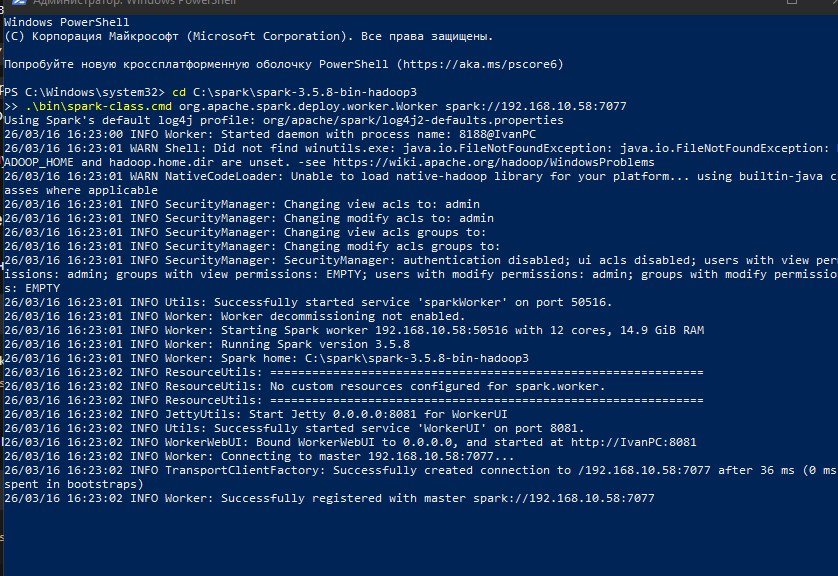 Администратор: Windows PowerShell
Windows PowerShell
(C) Корпорация Майкрософт (Microsoft Corporation). Все права защищены.
Попробуйте новую кроссплатформенную оболочку PowerShell (https://aka.ms/pscore6)
PS C:\Windows\system32> cd C:\spark\spark-3.5.8-bin-hadoop3
>> .\bin\spark-class.cmd org.apache.spark.deploy.worker.Worker spark://192.168.10.58:7077
Using Spark's default log4j profile: org/apache/spark/log4j2-defaults.properties
26/03/16 16:23:00 INFO Worker: Started daemon with process name: 8188@IvanPC
26/03/16 16:23:01 WARN Shell: Did not find winutils.exe: java.io.FileNotFoundException: java.io.FileNotFoundException:
ADOOP_HOME and hadoop.home.dir are unset. -see https://wiki.apache.org/hadoop/WindowsProblems
26/03/16 16:23:01 WARN NativeCodeLoader: Unable to load native-hadoop library for your platform... using builtin-java c
asses where applicable
26/03/16 16:23:01 INFO SecurityManager: Changing view acls to: admin
26/03/16 16:23:01 INFO SecurityManager: Changing modify acls to: admin
26/03/16 16:23:01 INFO SecurityManager: Changing view acls groups to:
26/03/16 16:23:01 INFO SecurityManager: Changing modify acls groups to:
26/03/16 16:23:01 INFO SecurityManager: SecurityManager: authentication disabled; ui acls disabled; users with view per
issions: admin; groups with view permissions: EMPTY; users with modify permissions: admin; groups with modify permissio
s: EMPTY
26/03/16 16:23:01 INFO Utils: Successfully started service 'sparkWorker' on port 50516.
26/03/16 16:23:01 INFO Worker: Worker decommissioning not enabled.
26/03/16 16:23:01 INFO Worker: Starting Spark worker 192.168.10.58:50516 with 12 cores, 14.9 GiB RAM
26/03/16 16:23:01 INFO Worker: Running Spark version 3.5.8
26/03/16 16:23:01 INFO Worker: Spark home: C:\spark\spark-3.5.8-bin-hadoop3
26/03/16 16:23:02 INFO ResourceUtils: ==============================================================
26/03/16 16:23:02 INFO ResourceUtils: No custom resources configured for spark.worker.
26/03/16 16:23:02 INFO ResourceUtils: ==============================================================
26/03/16 16:23:02 INFO JettyUtils: Start Jetty 0.0.0.0:8081 for WorkerUI
26/03/16 16:23:02 INFO Utils: Successfully started service 'WorkerUI' on port 8081.
26/03/16 16:23:02 INFO WorkerWebUI: Bound WorkerWebUI to 0.0.0.0, and started at http://IvanPC:8081
26/03/16 16:23:02 INFO Worker: Connecting to master 192.168.10.58:7077...
26/03/16 16:23:02 INFO TransportClientFactory: Successfully created connection to /192.168.10.58:7077 after 36 ms (0 ms
spent in bootstraps)
26/03/16 16:23:02 INFO Worker: Successfully registered with master spark://192.168.10.58:7077